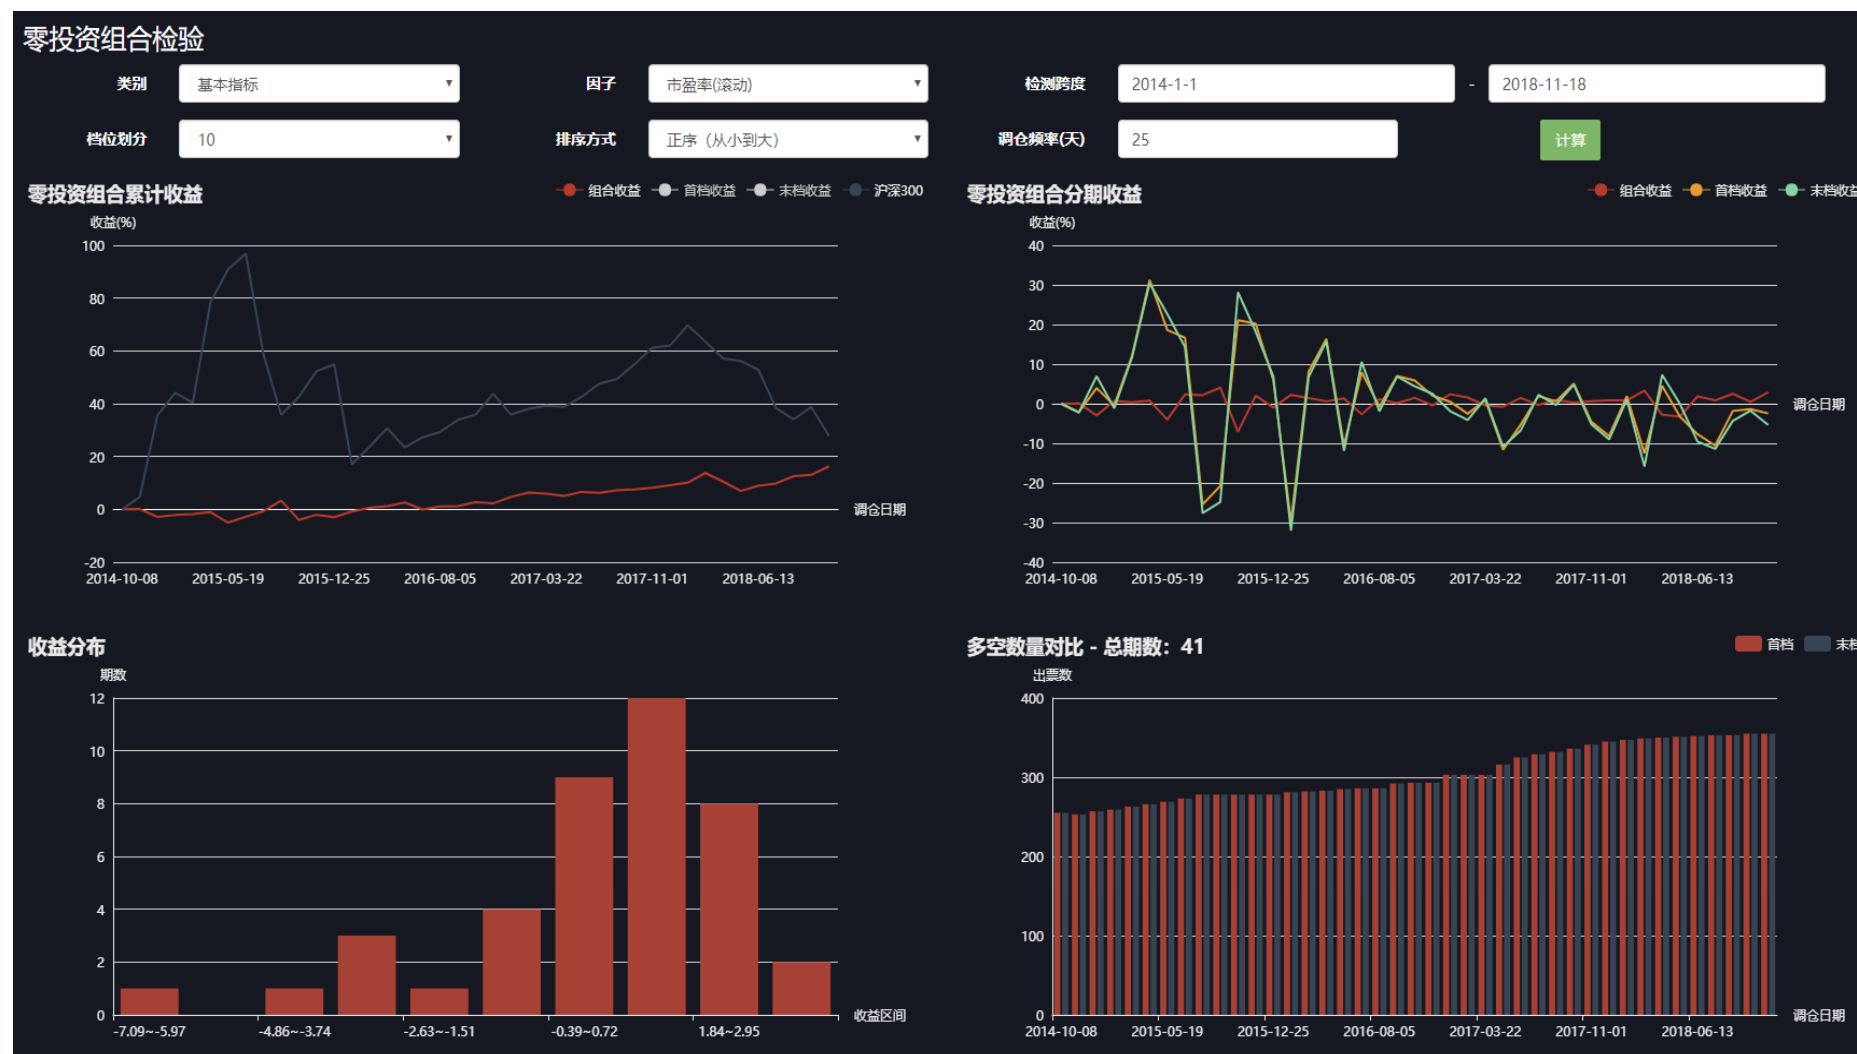 零投资组合检验
类别 基本指标 因子 市盈率(滚动) 检测跨度 2014-1-1 - 2018-11-18
档位划分 10 排序方式 正序（从小到大） 调仓频率(天) 25 计算
零投资组合累计收益 组合收益 首档收益 末档收益 沪深300
收益(%)
100
80
60
40
20
0
-20
调仓日期
2014-10-08 2015-05-19 2015-12-25 2016-08-05 2017-03-22 2017-11-01 2018-06-13
零投资组合分期收益 组合收益 首档收益 末档收益
收益(%)
40
30
20
10
0
-10
-20
-30
-40
调仓日期
2014-10-08 2015-05-19 2015-12-25 2016-08-05 2017-03-22 2017-11-01 2018-06-13
收益分布
期数
12
10
8
6
4
2
0
收益区间
-7.09~-5.97 -4.86~-3.74 -2.63~-1.51 -0.39~0.72 1.84~2.95
多空数量对比 - 总期数：41 首档 末档
出票数
400
300
200
100
0
调仓日期
2014-10-08 2015-05-19 2015-12-25 2016-08-05 2017-03-22 2017-11-01 2018-06-13